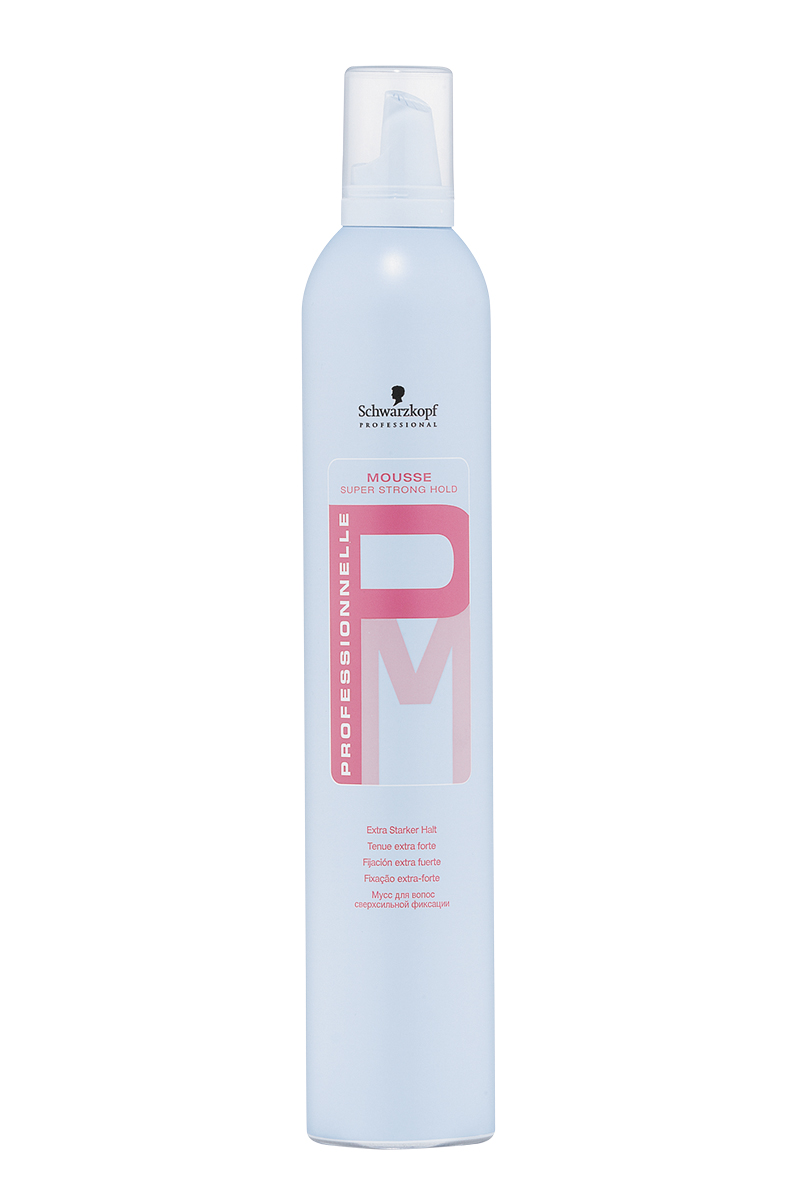 Schwarzkopf
PROFESSIONAL
MOUSSE
SUPER STRONG HOLD
PROFESSIONNELLE
PM
Extra Starker Halt
Tenue extra forte
Fijación extra fuerte
Fixação extra-forte
Мусс для волос
сверхсильной фиксации